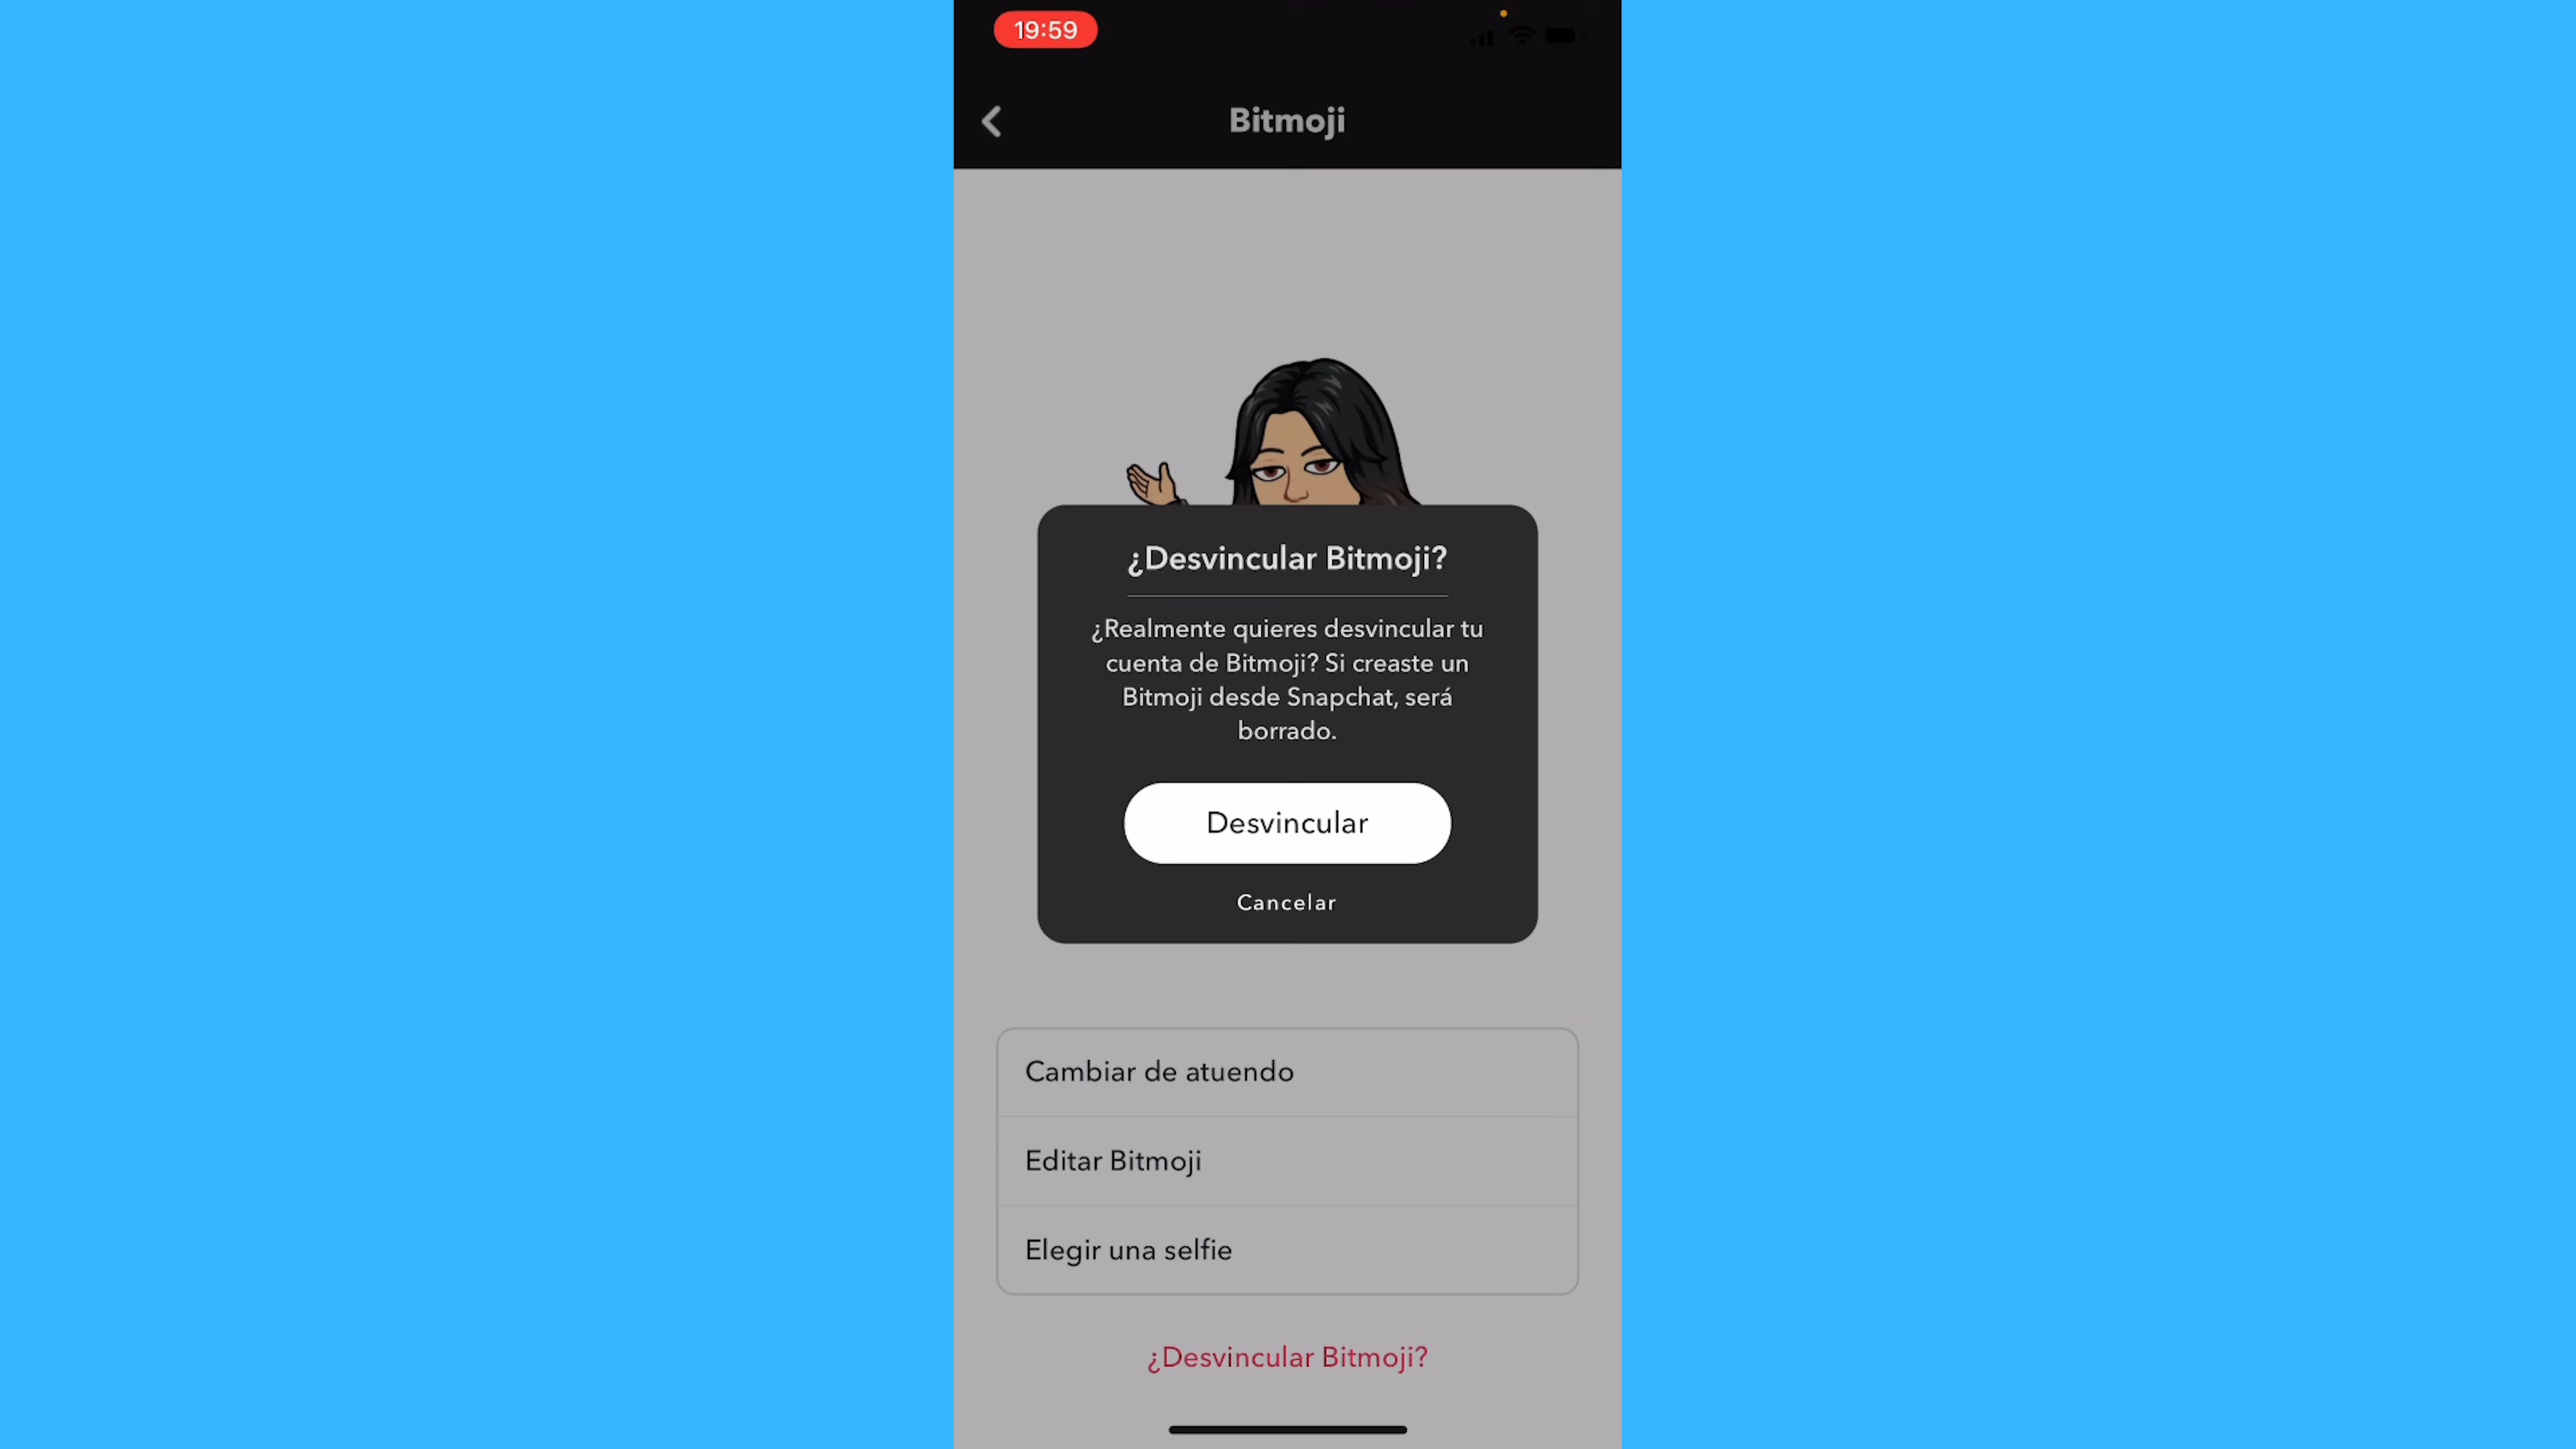 19:59
Bitmoji
¿Desvincular Bitmoji?
¿Realmente quieres desvincular tu
cuenta de Bitmoji? Si creaste un
Bitmoji desde Snapchat, será
borrado.
Desvincular
Cancelar
Cambiar de atuendo
Editar Bitmoji
Elegir una selfie
¿Desvincular Bitmoji?